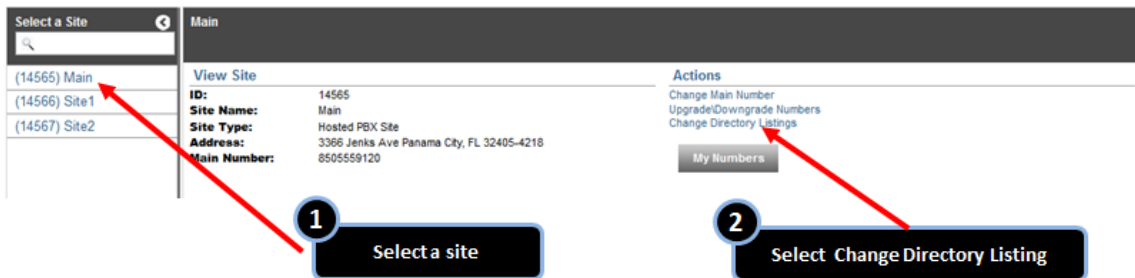 Select a Site
Main
(14565) Main
(14566) Site1
(14567) Site2
View Site
ID: 14565
Site Name: Main
Site Type: Hosted PBX Site
Address: 3366 Jenks Ave Panama City, FL 32405-4218
Main Number: 8505559120
Actions
Change Main Number
Upgrade\Downgrade Numbers
Change Directory Listings
My Numbers
1
Select a site
2
Select Change Directory Listing